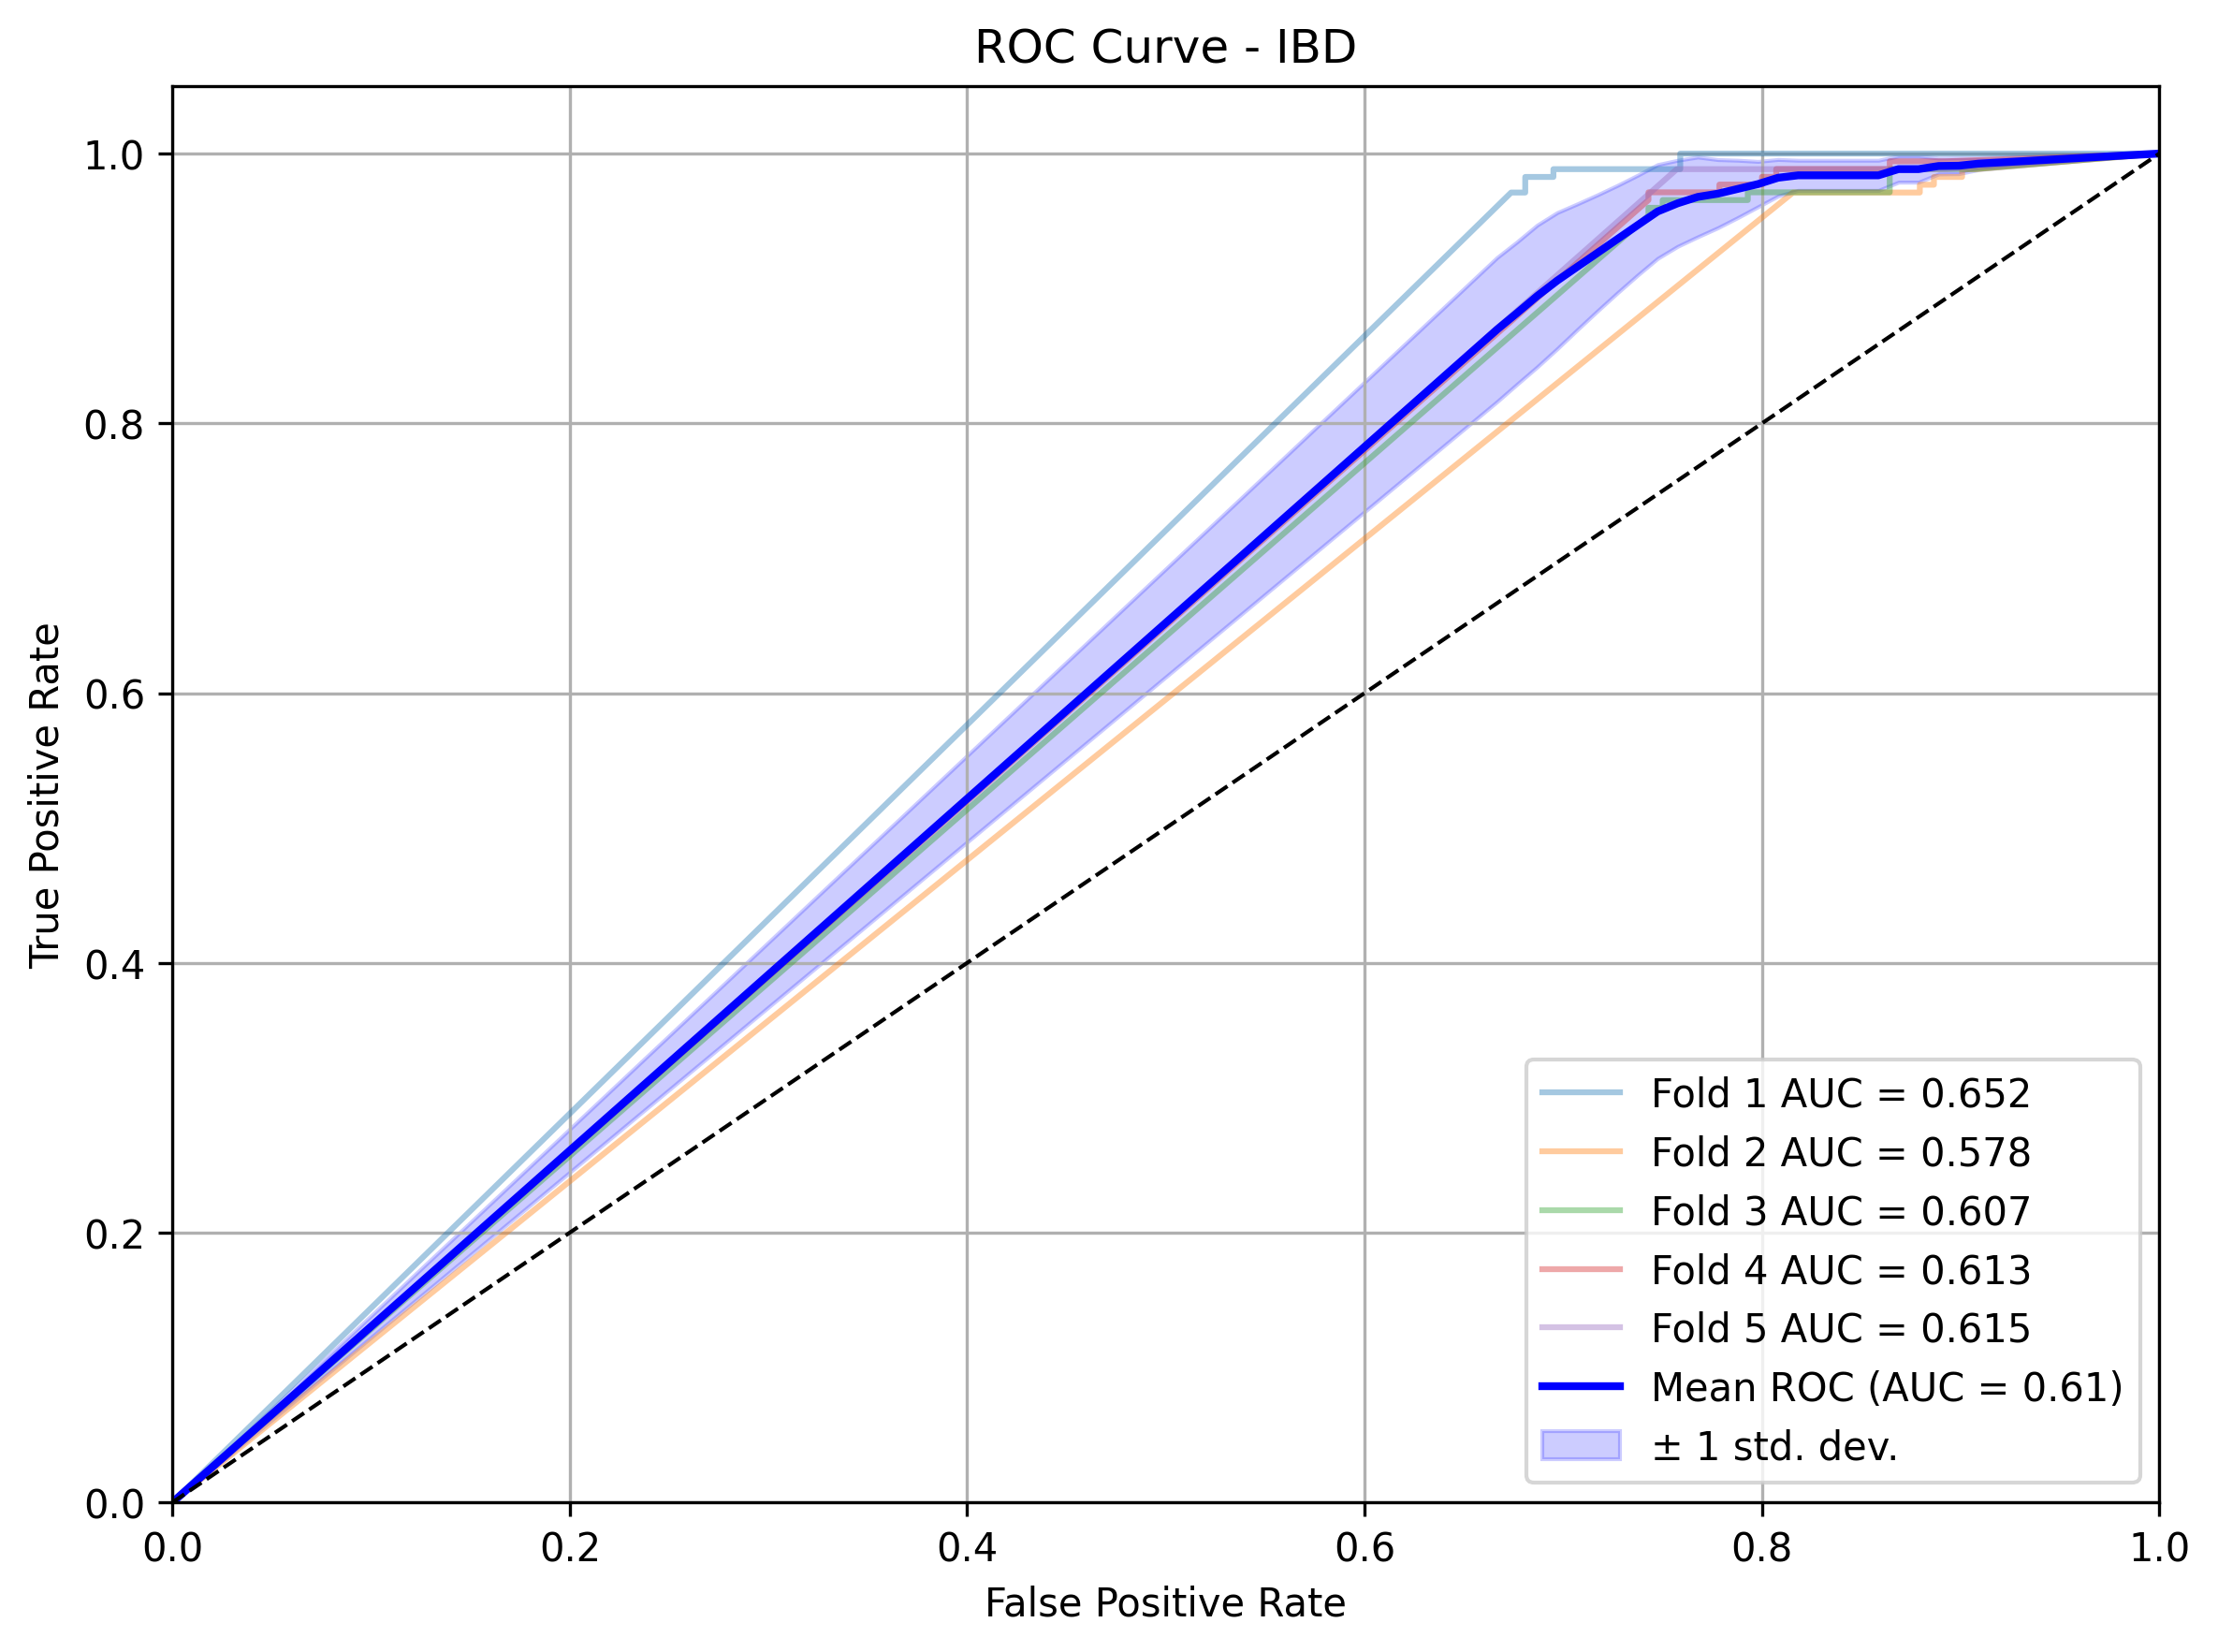 ROC Curve - IBD
True Positive Rate
1.0
0.8
0.6
0.4
0.2
0.0
0.0 0.2 0.4 0.6 0.8 1.0
False Positive Rate
Fold 1 AUC = 0.652
Fold 2 AUC = 0.578
Fold 3 AUC = 0.607
Fold 4 AUC = 0.613
Fold 5 AUC = 0.615
Mean ROC (AUC = 0.61)
± 1 std. dev.